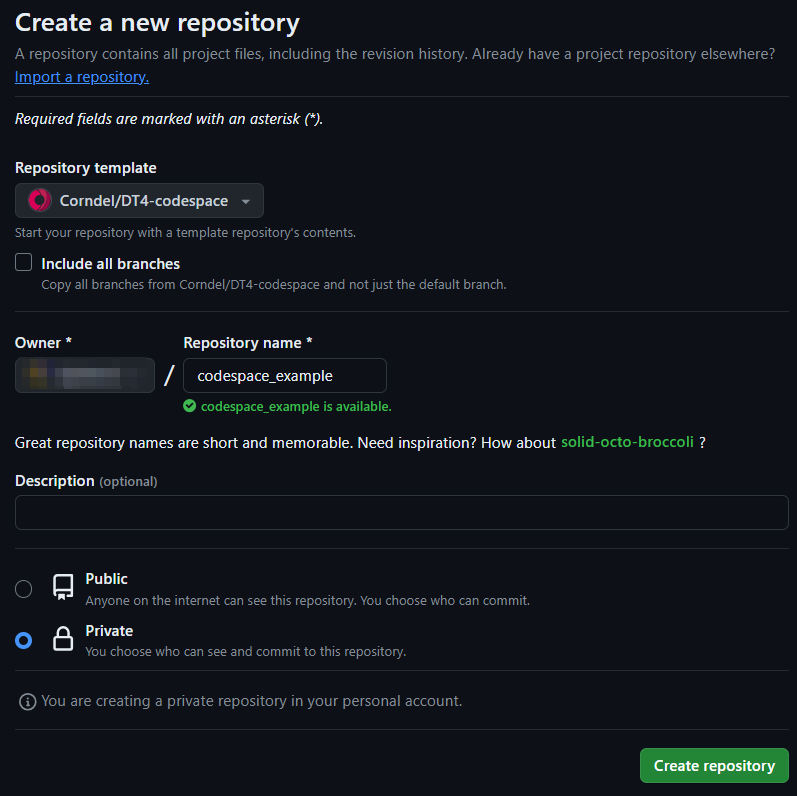 Create a new repository
A repository contains all project files, including the revision history. Already have a project repository elsewhere?
Import a repository.
Required fields are marked with an asterisk (*).
Repository template
Corndel/DT4-codespace
Start your repository with a template repository's contents.
Include all branches
Copy all branches from Corndel/DT4-codespace and not just the default branch.
Owner * Repository name *
/ codespace_example
codespace_example is available.
Great repository names are short and memorable. Need inspiration? How about solid-octo-broccoli ?
Description (optional)
Public
Anyone on the internet can see this repository. You choose who can commit.
Private
You choose who can see and commit to this repository.
You are creating a private repository in your personal account.
Create repository